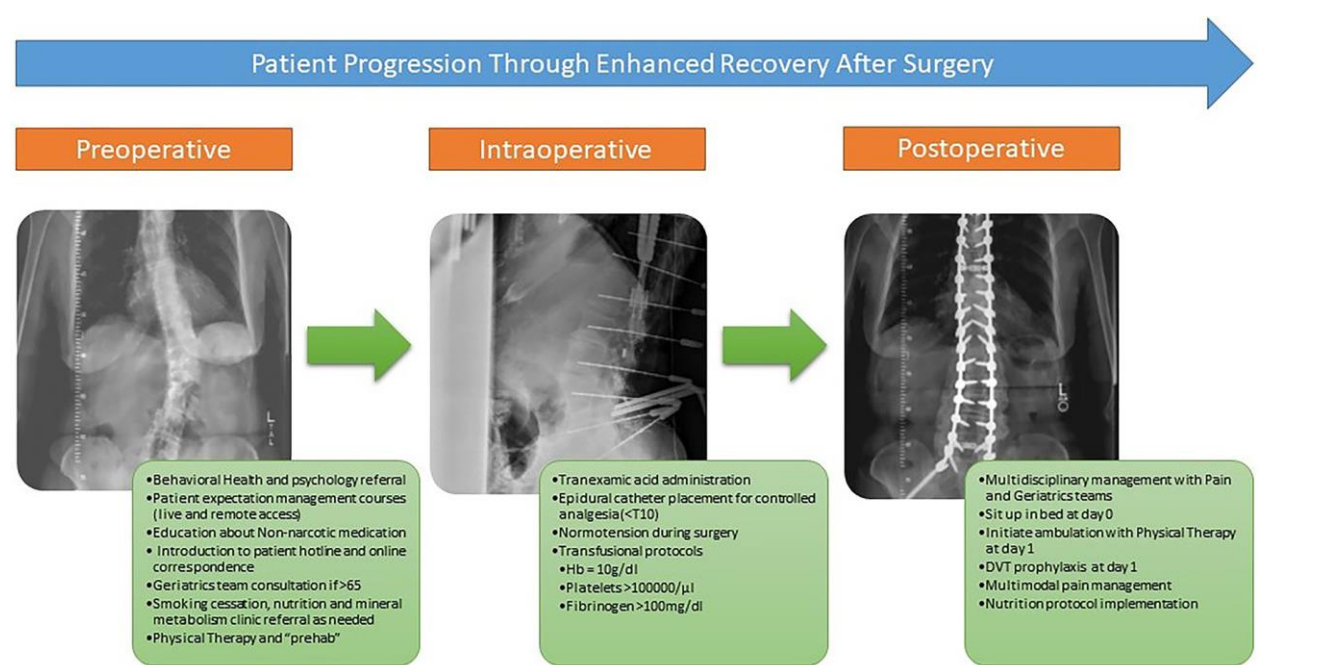 Patient Progression Through Enhanced Recovery After Surgery
Preoperative
Intraoperative
Postoperative
L
TAL
L
•Behavioral Health and psychology referral
•Patient expectation management courses
(live and remote access)
•Education about Non-narcotic medication
• Introduction to patient hotline and online
correspondence
•Geriatrics team consultation if >65
•Smoking cessation, nutrition and mineral
metabolism clinic referral as needed
•Physical Therapy and “prehab”
•Tranexamic acid administration
•Epidural catheter placement for controlled
analgesia(<T10)
•Normotension during surgery
•Transfusional protocols
•Hb = 10g/dl
•Platelets >100000/µl
•Fibrinogen >100mg/dl
•Multidisciplinary management with Pain
and Geriatrics teams
•Sit up in bed at day 0
•Initiate ambulation with Physical Therapy
at day 1
•DVT prophylaxis at day 1
•Multimodal pain management
•Nutrition protocol implementation